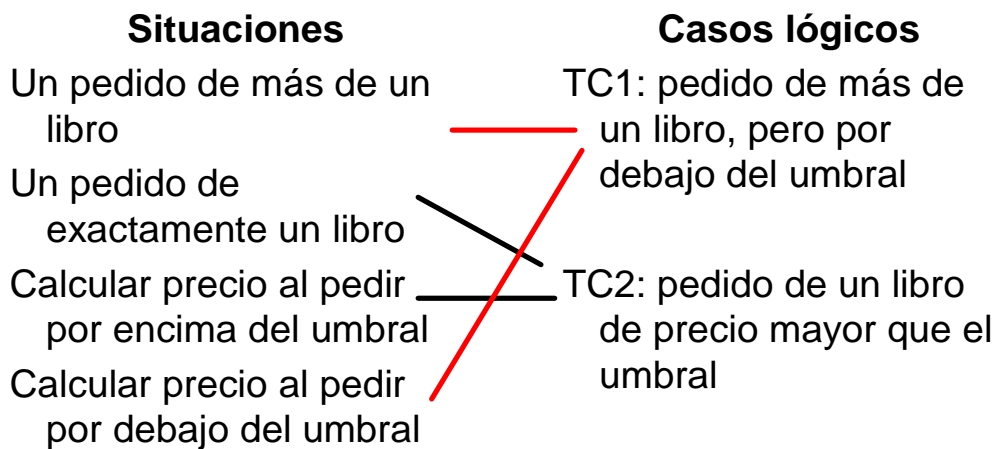 Situaciones
Un pedido de más de un
libro
Un pedido de
exactamente un libro
Calcular precio al pedir
por encima del umbral
Calcular precio al pedir
por debajo del umbral
Casos lógicos
TC1: pedido de más de
un libro, pero por
debajo del umbral
TC2: pedido de un libro
de precio mayor que el
umbral